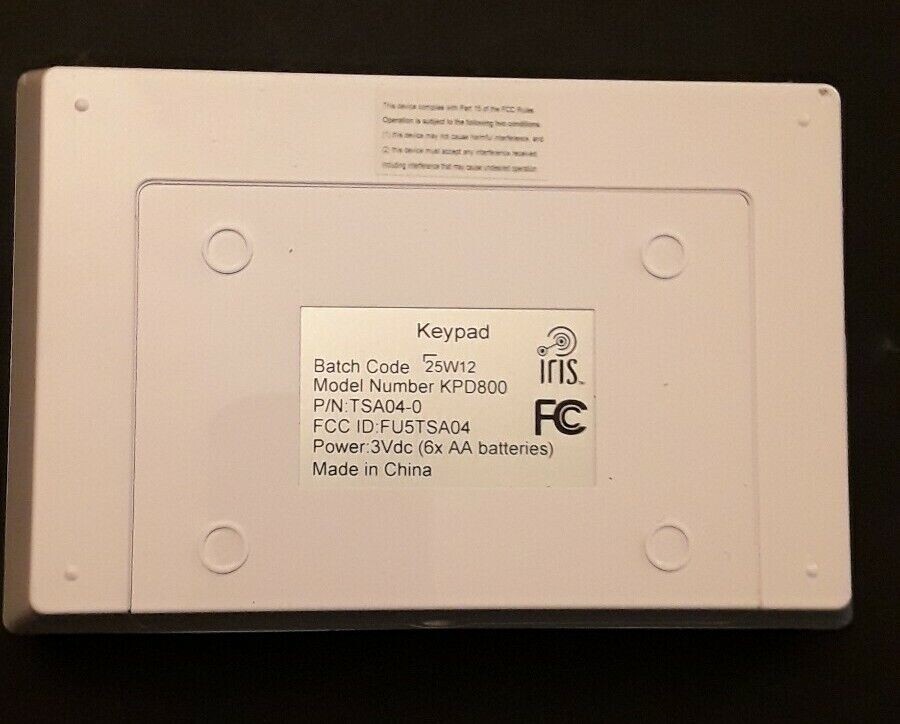 This device complies with Part 15 of the FCC Rules
Operation is subject to the following two conditions
(1) this device may not cause harmful interference, and
(2) this device must accept any interference received
including interference that may cause undesired operation
Keypad
Batch Code 25W12
Model Number KPD800
P/N:TSA04-0
FCC ID:FU5TSA04
Power:3Vdc (6x AA batteries)
Made in China
IrIS™
FC